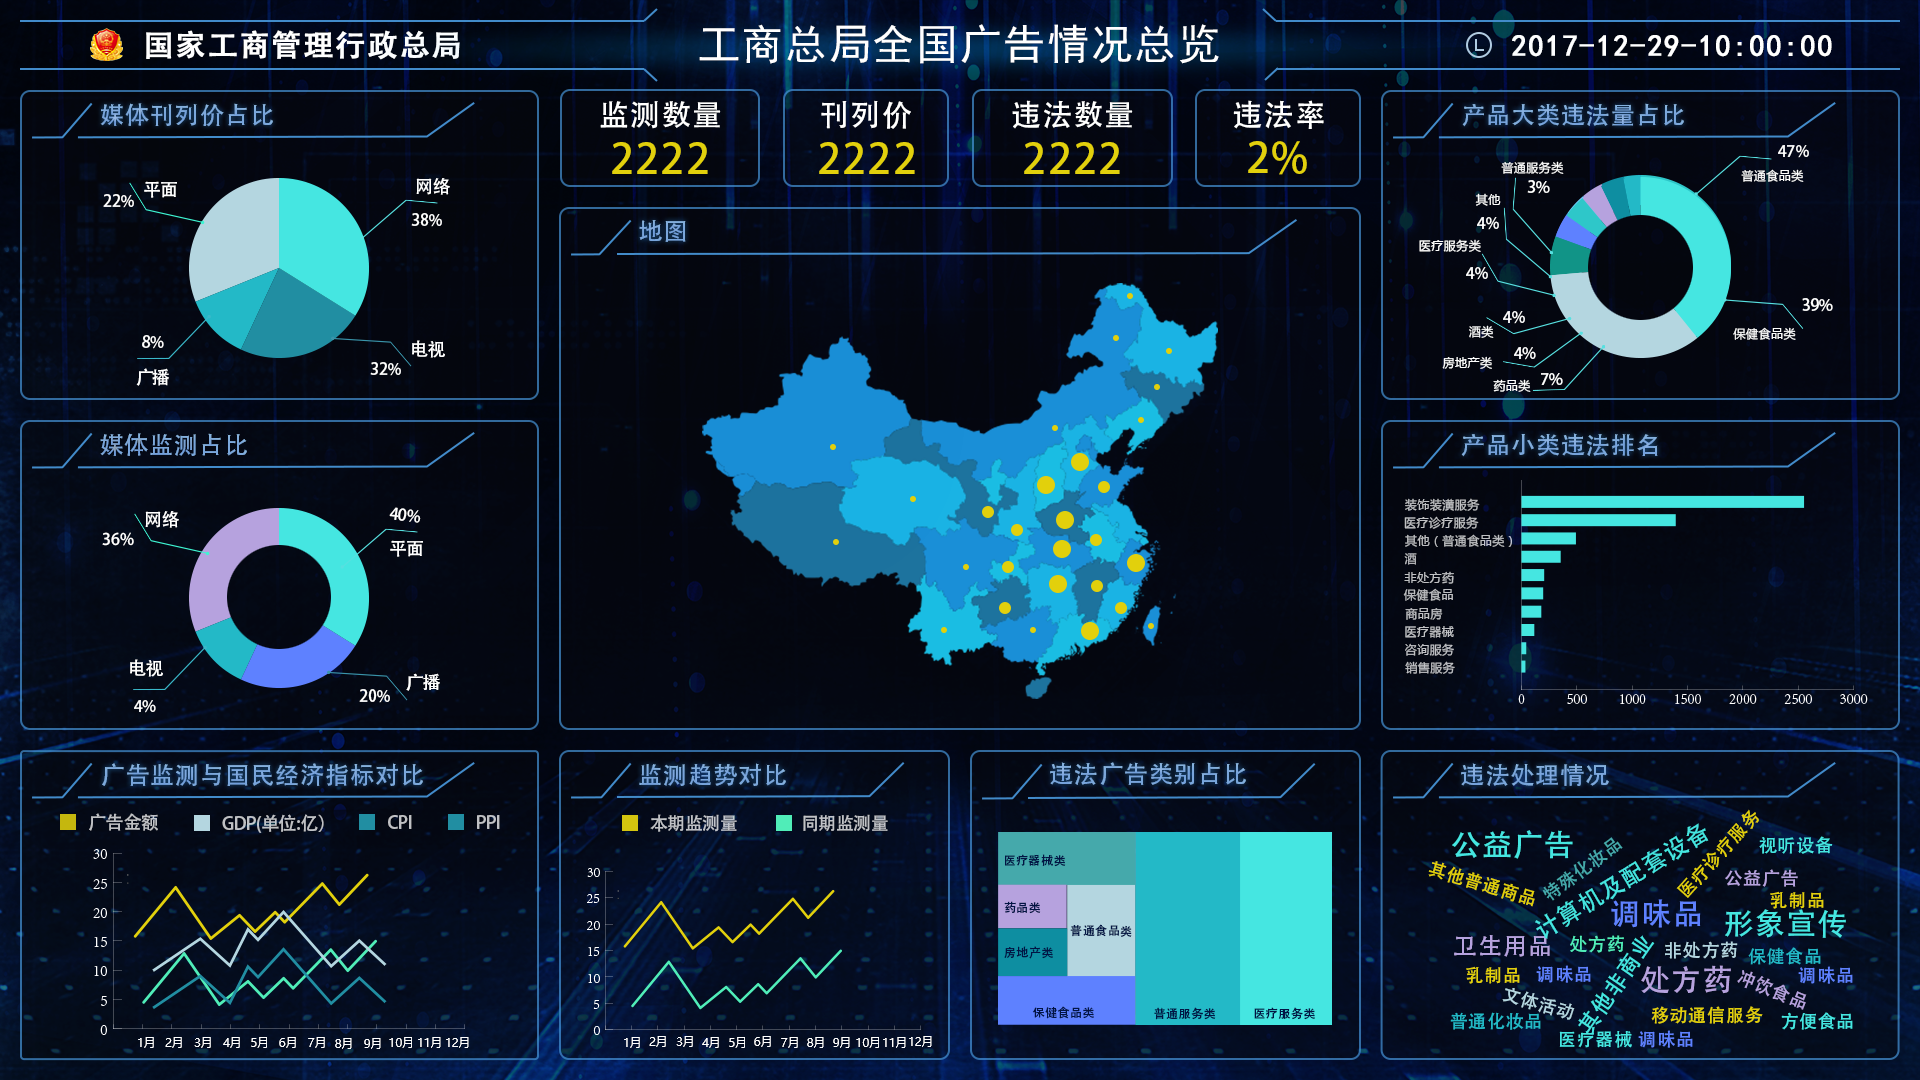 国家工商管理行政总局
工商总局全国广告情况总览
2017-12-29-10:00:00
媒体刊列价占比
平面
22%
网络
38%
8%
广播
电视
32%
监测数量
2222
刊列价
2222
违法数量
2222
违法率
2%
产品大类违法量占比
47%
普通食品类
普通服务类
3%
其他
4%
医疗服务类
4%
酒类
4%
房地产类
4%
药品类
7%
39%
保健食品类
地图
媒体监测占比
网络
36%
40%
平面
电视
4%
20%
广播
产品小类违法排名
装饰装潢服务
医疗诊疗服务
其他（普通食品类）
酒
非处方药
保健食品
商品房
医疗器械
咨询服务
销售服务
0 500 1000 1500 2000 2500 3000
广告监测与国民经济指标对比
广告金额 GDP(单位:亿) CPI PPI
30
25
20
15
10
5
0
1月 2月 3月 4月 5月 6月 7月 8月 9月 10月 11月 12月
监测趋势对比
本期监测量 同期监测量
30
25
20
15
10
5
0
1月 2月 3月 4月 5月 6月 7月 8月 9月 10月 11月 12月
违法广告类别占比
医疗器械类
药品类
普通食品类
房地产类
保健食品类
普通服务类
医疗服务类
违法处理情况
公益广告
特殊化妆品
计算机及配套设备
医疗诊疗服务
视听设备
其他普通商品
公益广告
乳制品
调味品
形象宣传
卫生用品
处方药
非处方药
保健食品
乳制品
调味品
其他非商业
处方药
冲饮食品
调味品
文体活动
普通化妆品
移动通信服务
方便食品
医疗器械
调味品